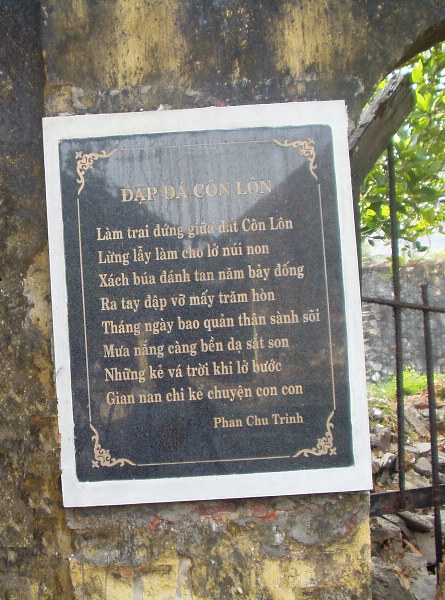 ĐẬP ĐÁ CÔN LÔN
Làm trai đứng giữa đất Côn Lôn
Lừng lẫy làm cho lở núi non
Xách búa đánh tan năm bảy đống
Ra tay đập vỡ mấy trăm hòn
Tháng ngày bao quản thân sành sỏi
Mưa nắng càng bền dạ sắt son
Những kẻ vá trời khi lở bước
Gian nan chi kể chuyện con con
Phan Chu Trinh